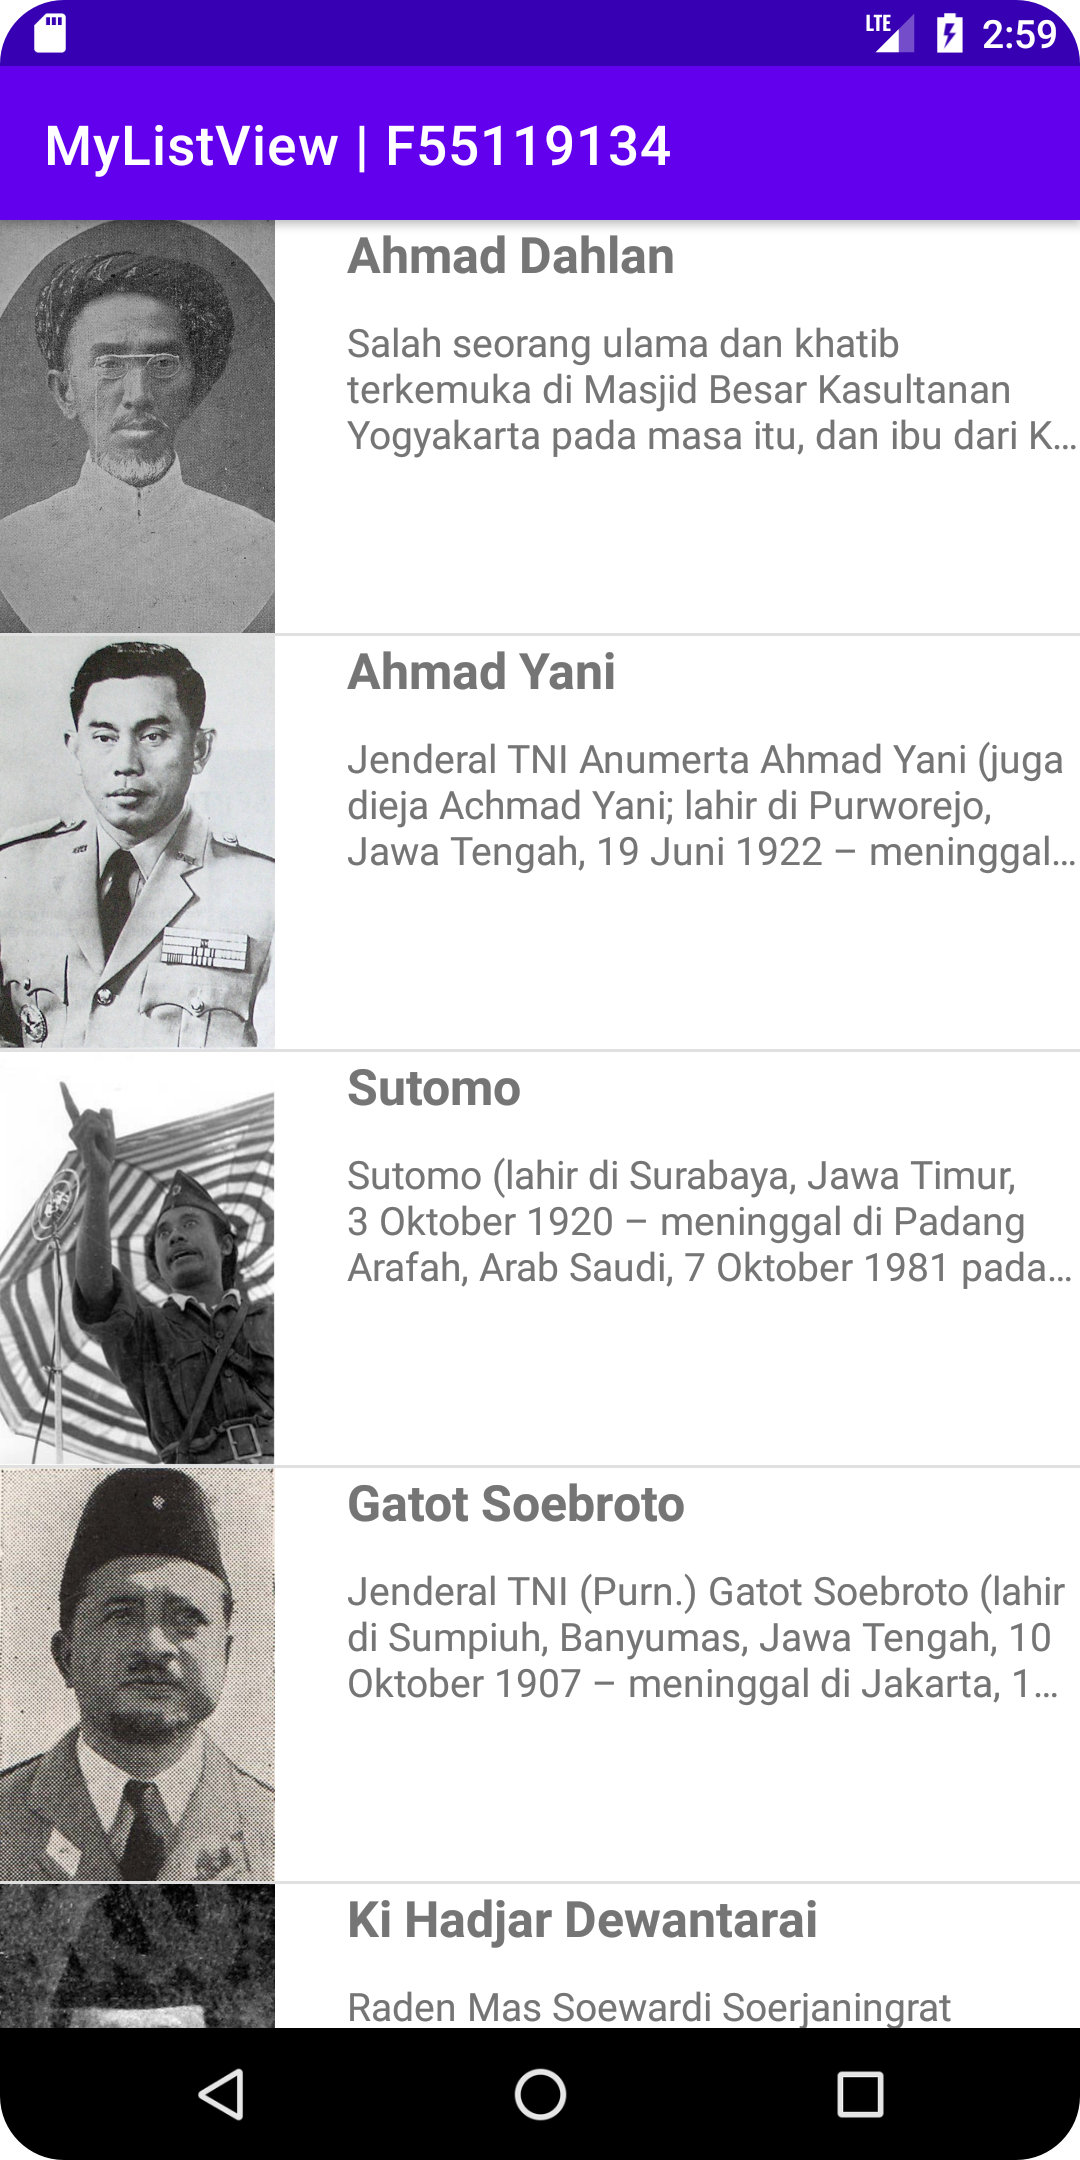 LTE 2:59
MyListView | F55119134
Ahmad Dahlan
Salah seorang ulama dan khatib
terkemuka di Masjid Besar Kasultanan
Yogyakarta pada masa itu, dan ibu dari K...
Ahmad Yani
Jenderal TNI Anumerta Ahmad Yani (juga
dieja Achmad Yani; lahir di Purworejo,
Jawa Tengah, 19 Juni 1922 – meninggal...
Sutomo
Sutomo (lahir di Surabaya, Jawa Timur,
3 Oktober 1920 – meninggal di Padang
Arafah, Arab Saudi, 7 Oktober 1981 pada...
Gatot Soebroto
Jenderal TNI (Purn.) Gatot Soebroto (lahir
di Sumpiuh, Banyumas, Jawa Tengah, 10
Oktober 1907 – meninggal di Jakarta, 1...
Ki Hadjar Dewantarai
Raden Mas Soewardi Soerjaningrat